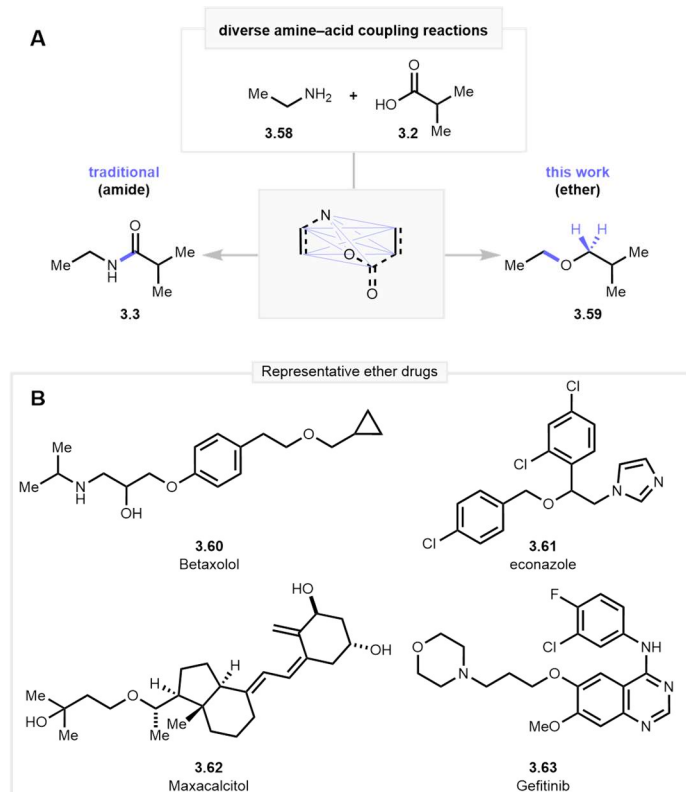 A
diverse amine–acid coupling reactions
Me NH2 + HO O Me Me
3.58 3.2
traditional
(amide)
this work
(ether)
Me N H O Me Me
3.3
N O O
H H
Me O Me Me
3.59
Representative ether drugs
B
Me Me N H OH O O
3.60
Betaxolol
Cl Cl Cl O N N
3.61
econazole
HO OH H H Me Me Me HO Me O
3.62
Maxacalcitol
F Cl NH O N O MeO N N
3.63
Gefitinib